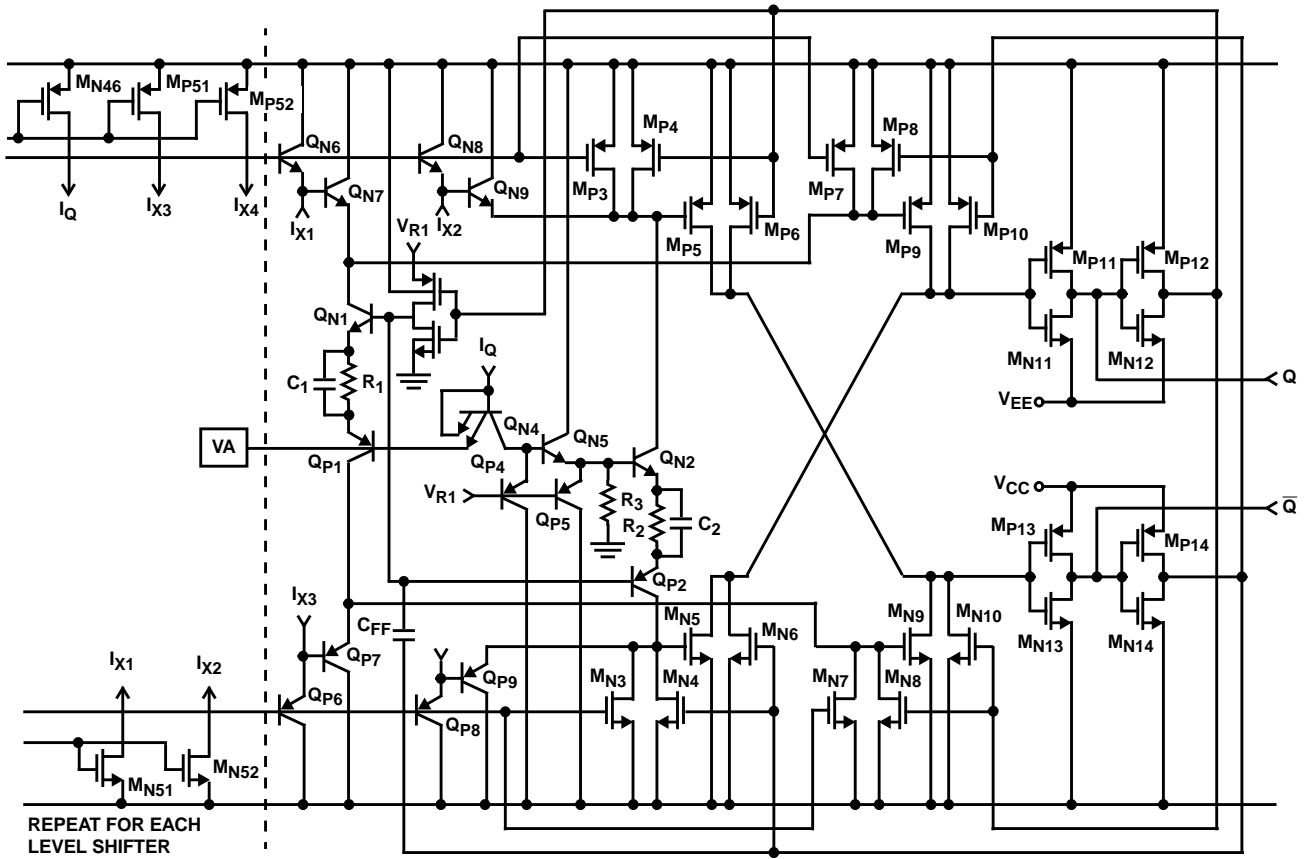 MN46
MP51
MP52
IQ
IX3
IX4
QN6
QN7
IX1
QN8
QN9
IX2
VR1
MP4
MP3
MP5
MP6
MP8
MP7
MP9
MP10
MP11
MP12
MN11
MN12
Q
VEE
QN1
C1
R1
IQ
QN4
QN5
QN2
VA
QP1
QP4
VR1
QP5
R3
R2
C2
QP2
VCC
Q̅
MP13
MP14
MN13
MN14
IX3
QP7
CFF
QP6
QP9
QP8
MN5
MN6
MN3
MN4
MN9
MN10
MN7
MN8
IX1
IX2
MN51
MN52
REPEAT FOR EACH
LEVEL SHIFTER